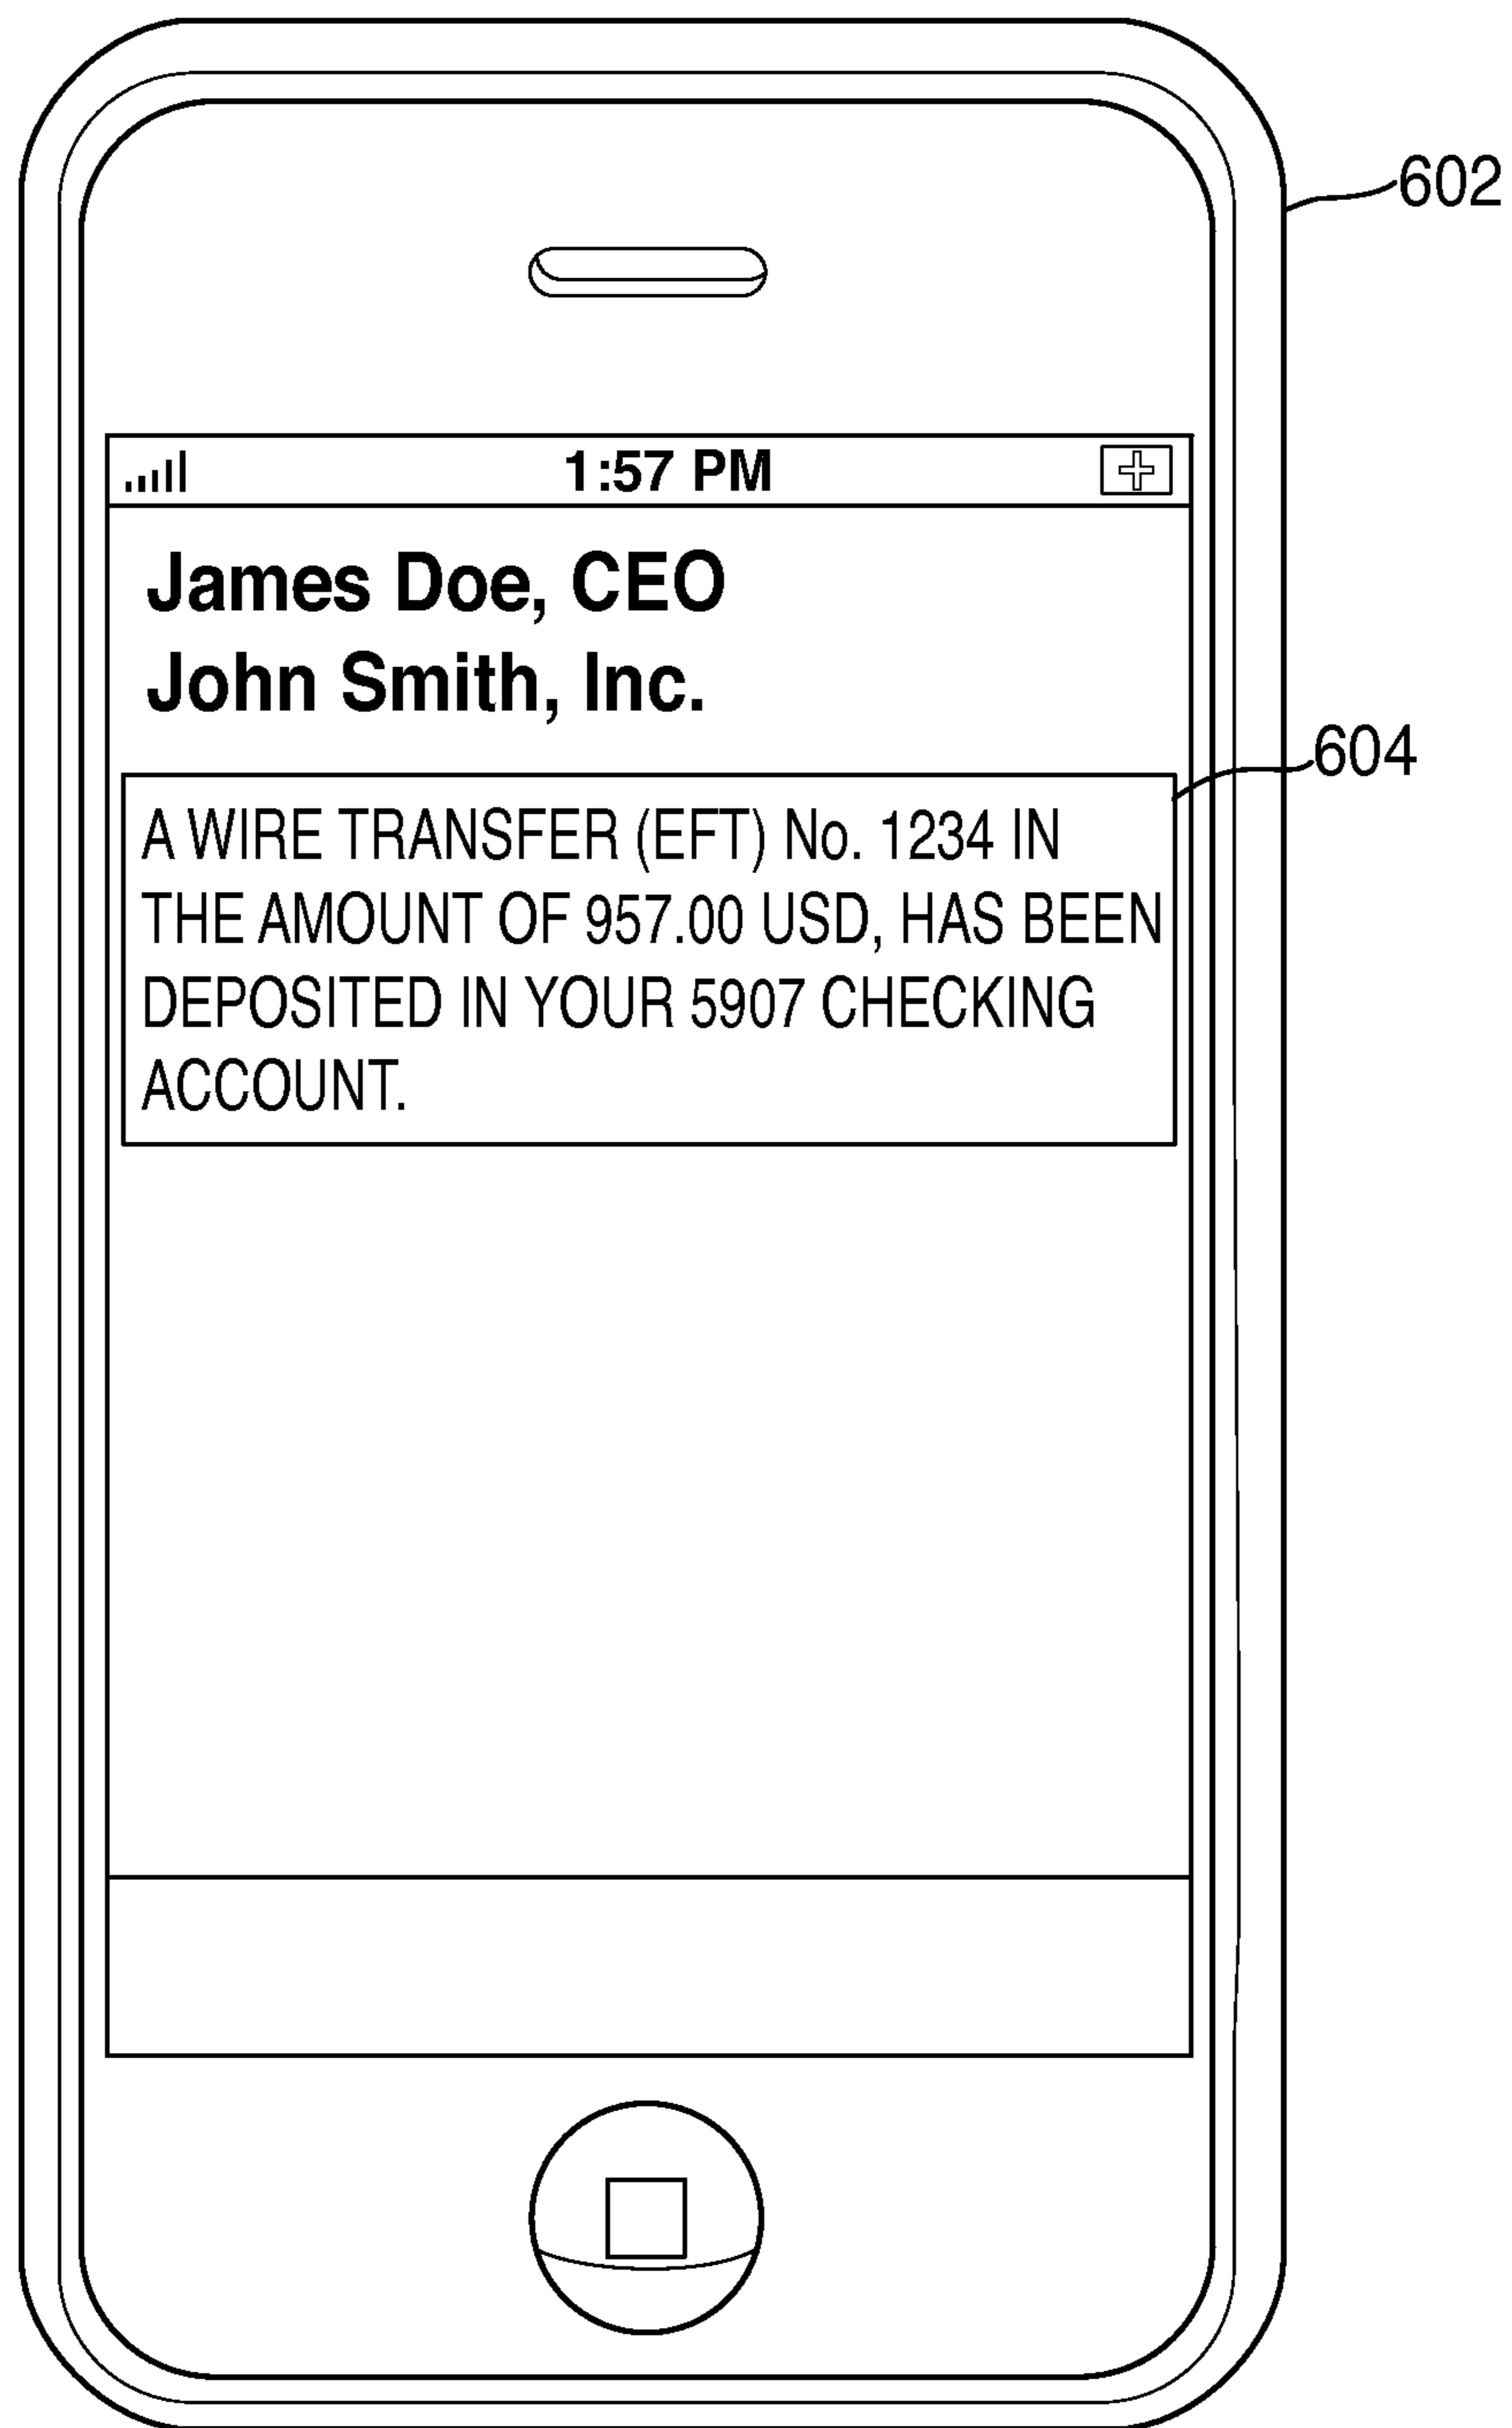 602
1:57 PM
James Doe, CEO
John Smith, Inc.
604
A WIRE TRANSFER (EFT) No. 1234 IN
THE AMOUNT OF 957.00 USD, HAS BEEN
DEPOSITED IN YOUR 5907 CHECKING
ACCOUNT.